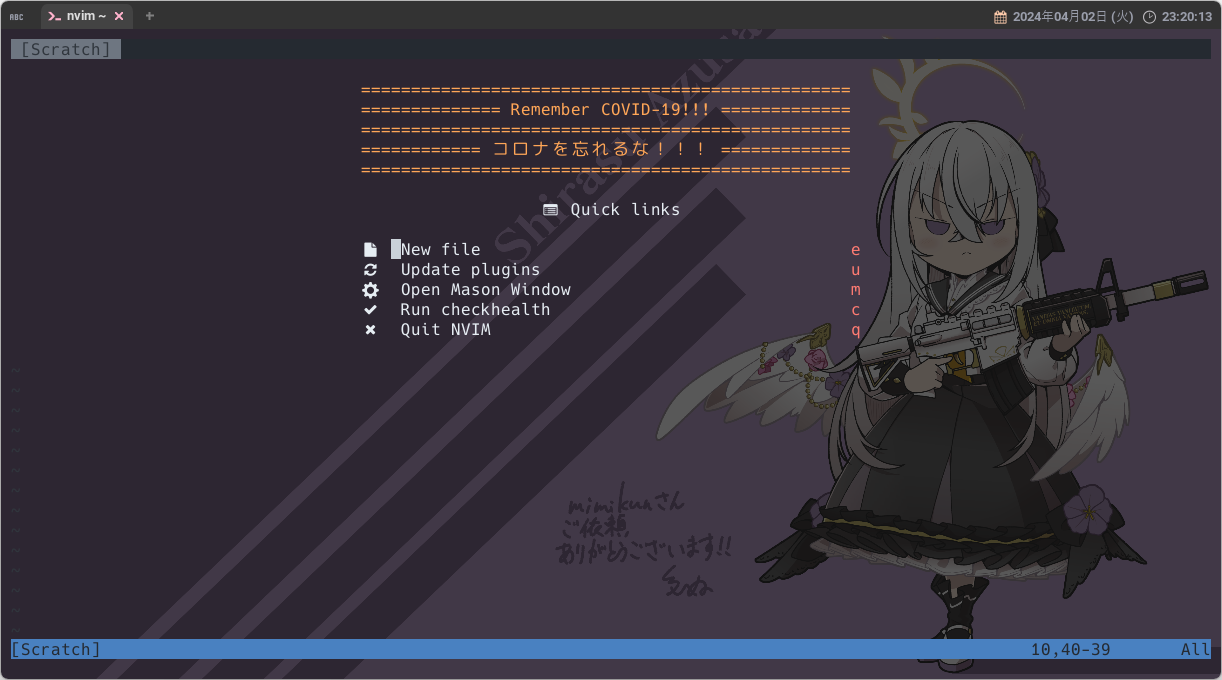 ABC nvim ~ 2024年04月02日 (火) 23:20:13
[Scratch]
================================================
============== Remember COVID-19!!! =============
================================================
============ コロナを忘れるな！！！ =============
================================================
Quick links
New file e
Update plugins u
Open Mason Window m
Run checkhealth c
Quit NVIM q
Shirasu Azusa
mimikunさん
ご依頼
ありがとうございます!!
[Scratch] 10,40-39 All